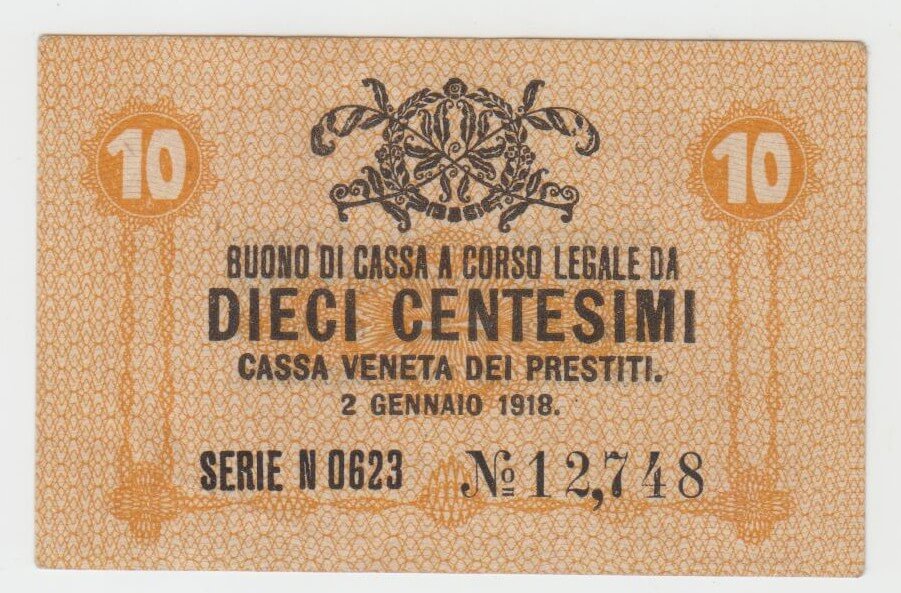 10 10
BUONO DI CASSA A CORSO LEGALE DA
DIECI CENTESIMI
CASSA VENETA DEI PRESTITI.
2 GENNAIO 1918.
SERIE N 0623 № 12,748